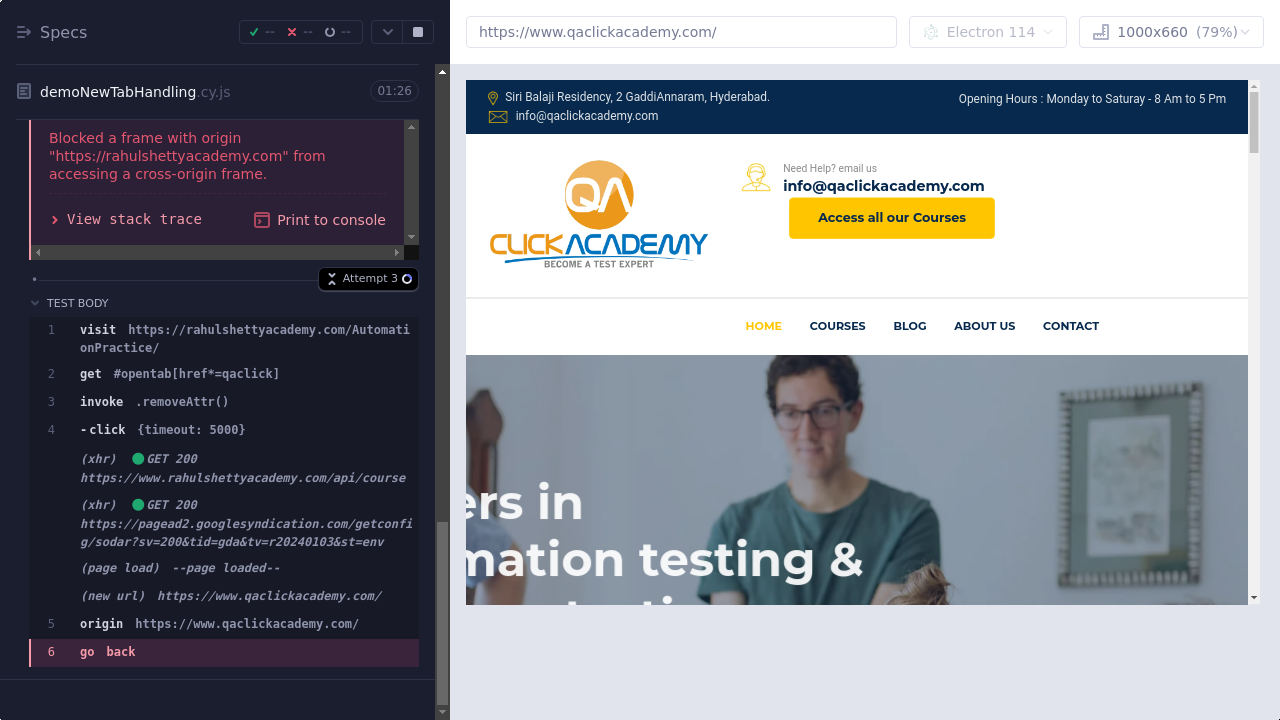 Specs
--
--
--
demoNewTabHandling.cy.js
01:26
Blocked a frame with origin
"https://rahulshettyacademy.com" from
accessing a cross-origin frame.
View stack trace
Print to console
Attempt 3
TEST BODY
1 visit https://rahulshettyacademy.com/Automati
onPractice/
2 get #opentab[href*=qaclick]
3 invoke .removeAttr()
4 -click {timeout: 5000}
(xhr) GET 200
https://www.rahulshettyacademy.com/api/course
(xhr) GET 200
https://pagead2.googlesyndication.com/getconfi
g/sodar?sv=200&tid=gda&tv=r20240103&st=env
(page load) --page loaded--
(new url) https://www.qaclickacademy.com/
5 origin https://www.qaclickacademy.com/
6 go back
https://www.qaclickacademy.com/
Electron 114
1000x660 (79%)
Siri Balaji Residency, 2 GaddiAnnaram, Hyderabad.
info@qaclickacademy.com
Opening Hours : Monday to Saturay - 8 Am to 5 Pm
QA
CLICKACADEMY
BECOME A TEST EXPERT
Need Help? email us
info@qaclickacademy.com
Access all our Courses
HOME
COURSES
BLOG
ABOUT US
CONTACT
ers in
mation testing &